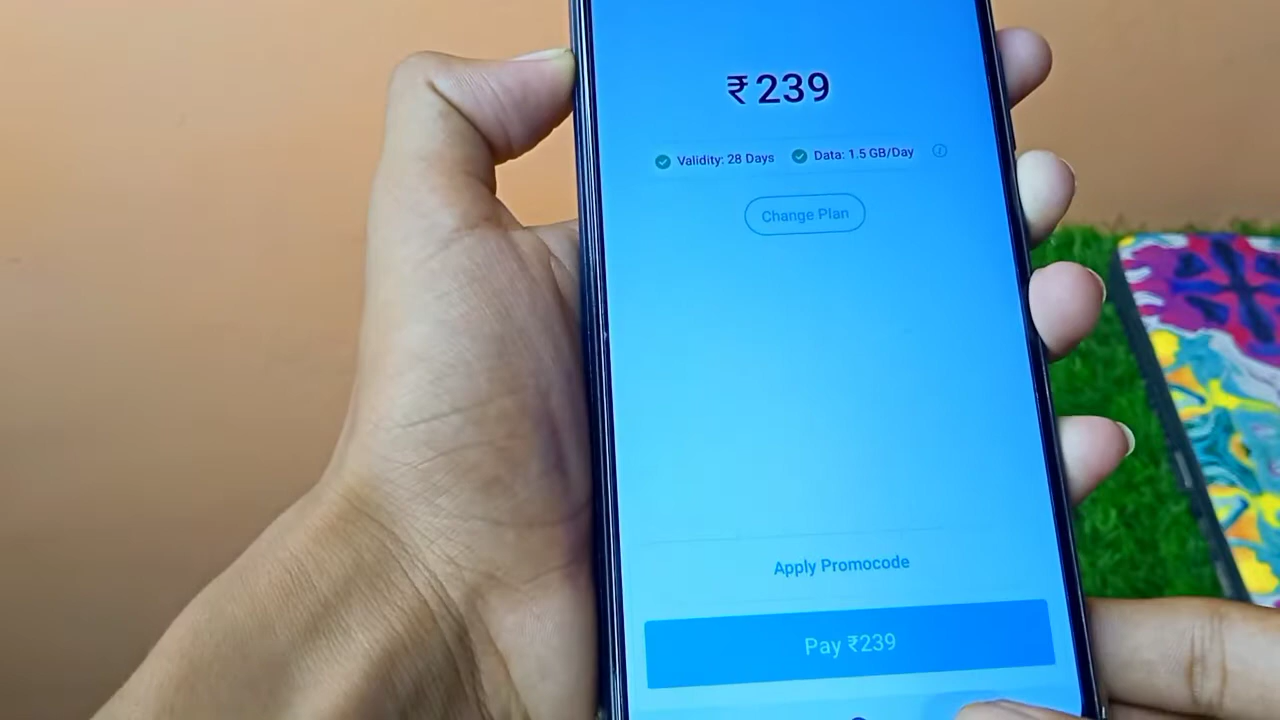 ₹239
Validity: 28 Days Data: 1.5 GB/Day
Change Plan
Apply Promocode
Pay ₹239